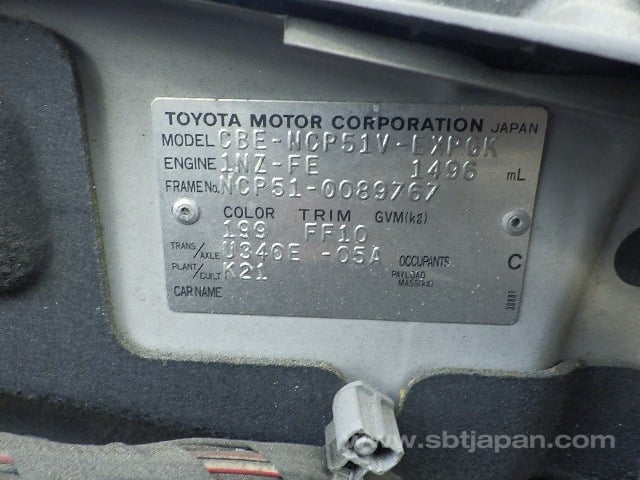 TOYOTA MOTOR CORPORATION JAPAN
MODEL CBE-NCP51V-EXPGK
ENGINE 1NZ-FE 1496 mL
FRAME No. NCP51-0089767
COLOR TRIM GVM(kg)
199 FF10
TRANS/AXLE U340E -05A OCCUPANTS C
PLANT/BUILT K21 PAYLOAD MASS(kg)
CAR NAME
www.sbtjapan.com